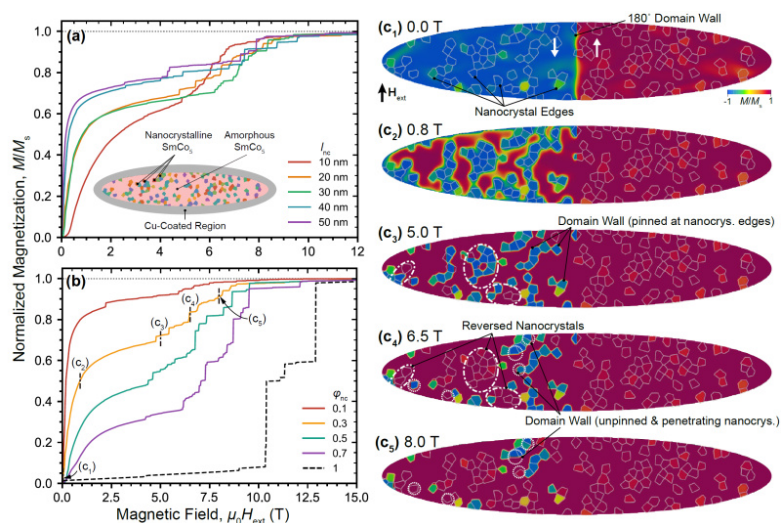 (a)
1.0
0.8
0.6
0.4
0.2
0.0
0 2 4 6 8 10 12
Nanocrystalline
SmCo5
Amorphous
SmCo5
Cu-Coated Region
lnc
10 nm
20 nm
30 nm
40 nm
50 nm
Normalized Magnetization, M/Ms
(b)
1.0
0.8
0.6
0.4
0.2
0.0
0.0 2.5 5.0 7.5 10.0 12.5 15.0
(c1)
(c2)
(c3)
(c4)
(c5)
φnc
0.1
0.3
0.5
0.7
1
Magnetic Field, μ0Hext (T)
(c1) 0.0 T
180° Domain Wall
Hext
Nanocrystal Edges
-1 M/Ms 1
(c2) 0.8 T
(c3) 5.0 T
Domain Wall (pinned at nanocrys. edges)
(c4) 6.5 T
Reversed Nanocrystals
Domain Wall (unpinned & penetrating nanocrys.)
(c5) 8.0 T